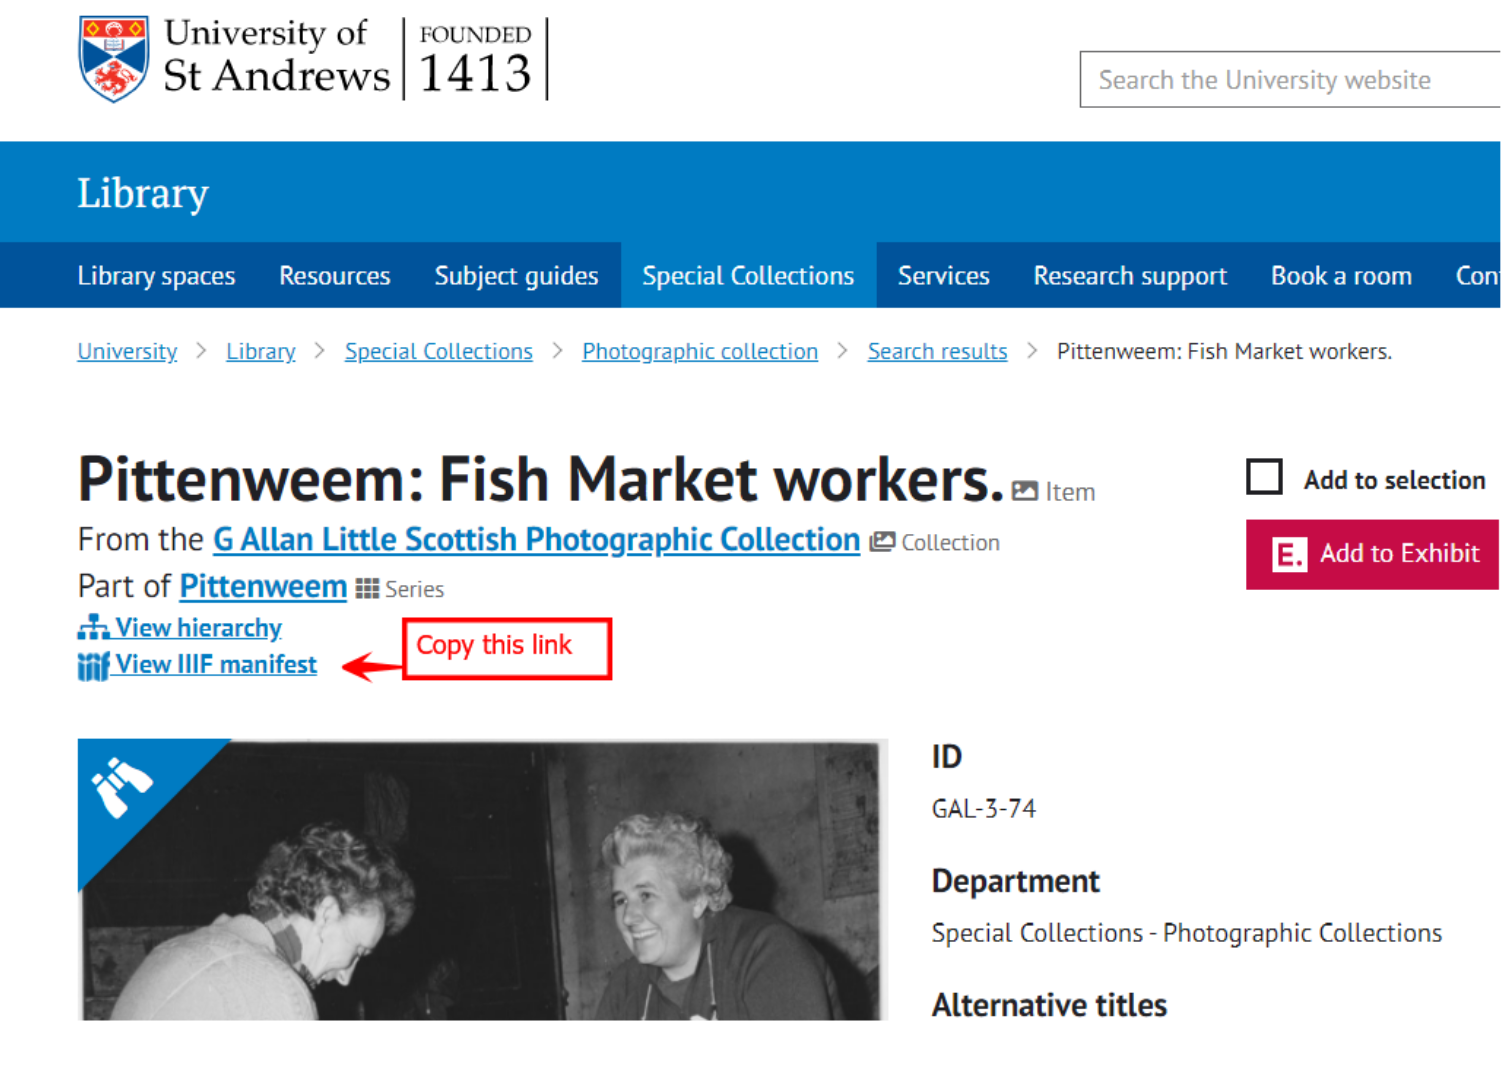 University of
St Andrews
FOUNDED
1413
Search the University website
Library
Library spaces Resources Subject guides Special Collections Services Research support Book a room
University > Library > Special Collections > Photographic collection > Search results > Pittenweem: Fish Market workers.
Pittenweem: Fish Market workers. Item
Add to selection
From the G Allan Little Scottish Photographic Collection Collection
E. Add to Exhibit
Part of Pittenweem Series
View hierarchy
Copy this link
iiif View IIIF manifest
ID
GAL-3-74
Department
Special Collections - Photographic Collections
Alternative titles